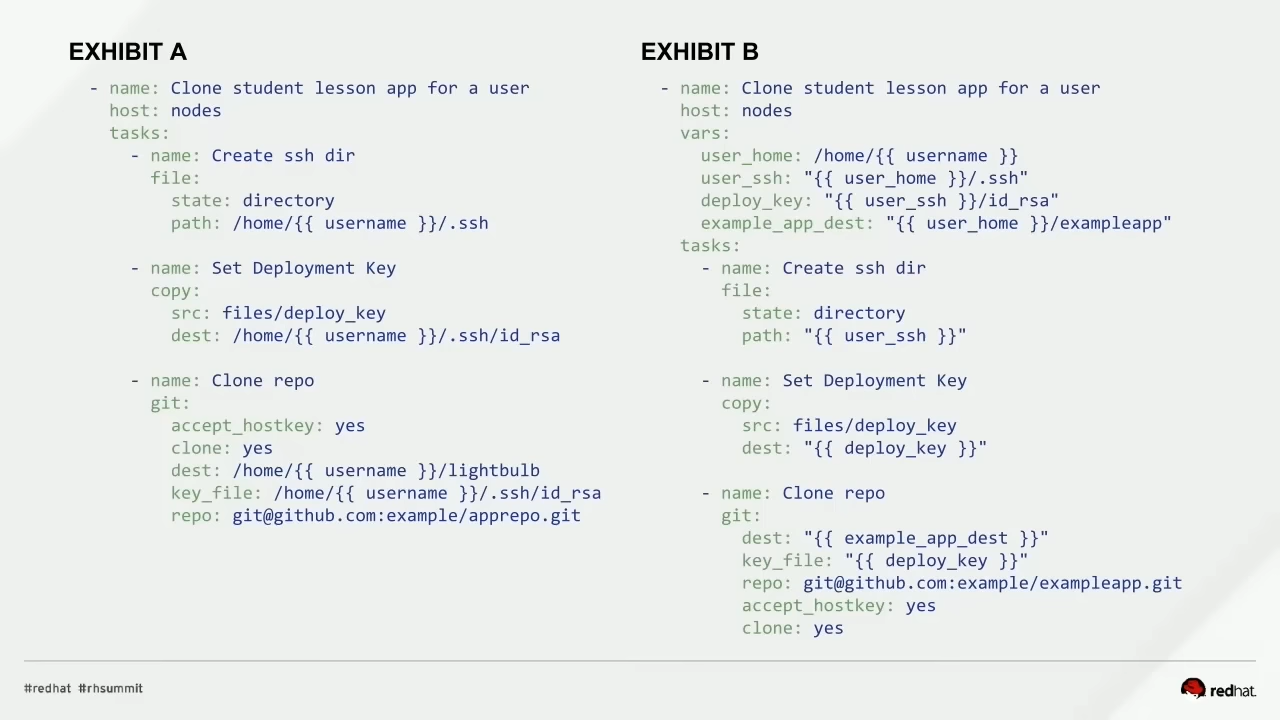 EXHIBIT A
- name: Clone student lesson app for a user
  host: nodes
  tasks:
    - name: Create ssh dir
      file:
        state: directory
        path: /home/{{ username }}/.ssh

    - name: Set Deployment Key
      copy:
        src: files/deploy_key
        dest: /home/{{ username }}/.ssh/id_rsa

    - name: Clone repo
      git:
        accept_hostkey: yes
        clone: yes
        dest: /home/{{ username }}/lightbulb
        key_file: /home/{{ username }}/.ssh/id_rsa
        repo: git@github.com:example/apprepo.git
EXHIBIT B
- name: Clone student lesson app for a user
  host: nodes
  vars:
    user_home: /home/{{ username }}
    user_ssh: "{{ user_home }}/.ssh"
    deploy_key: "{{ user_ssh }}/id_rsa"
    example_app_dest: "{{ user_home }}/exampleapp"
  tasks:
    - name: Create ssh dir
      file:
        state: directory
        path: "{{ user_ssh }}"

    - name: Set Deployment Key
      copy:
        src: files/deploy_key
        dest: "{{ deploy_key }}"

    - name: Clone repo
      git:
        dest: "{{ example_app_dest }}"
        key_file: "{{ deploy_key }}"
        repo: git@github.com:example/exampleapp.git
        accept_hostkey: yes
        clone: yes
#redhat #rhsummit
redhat.